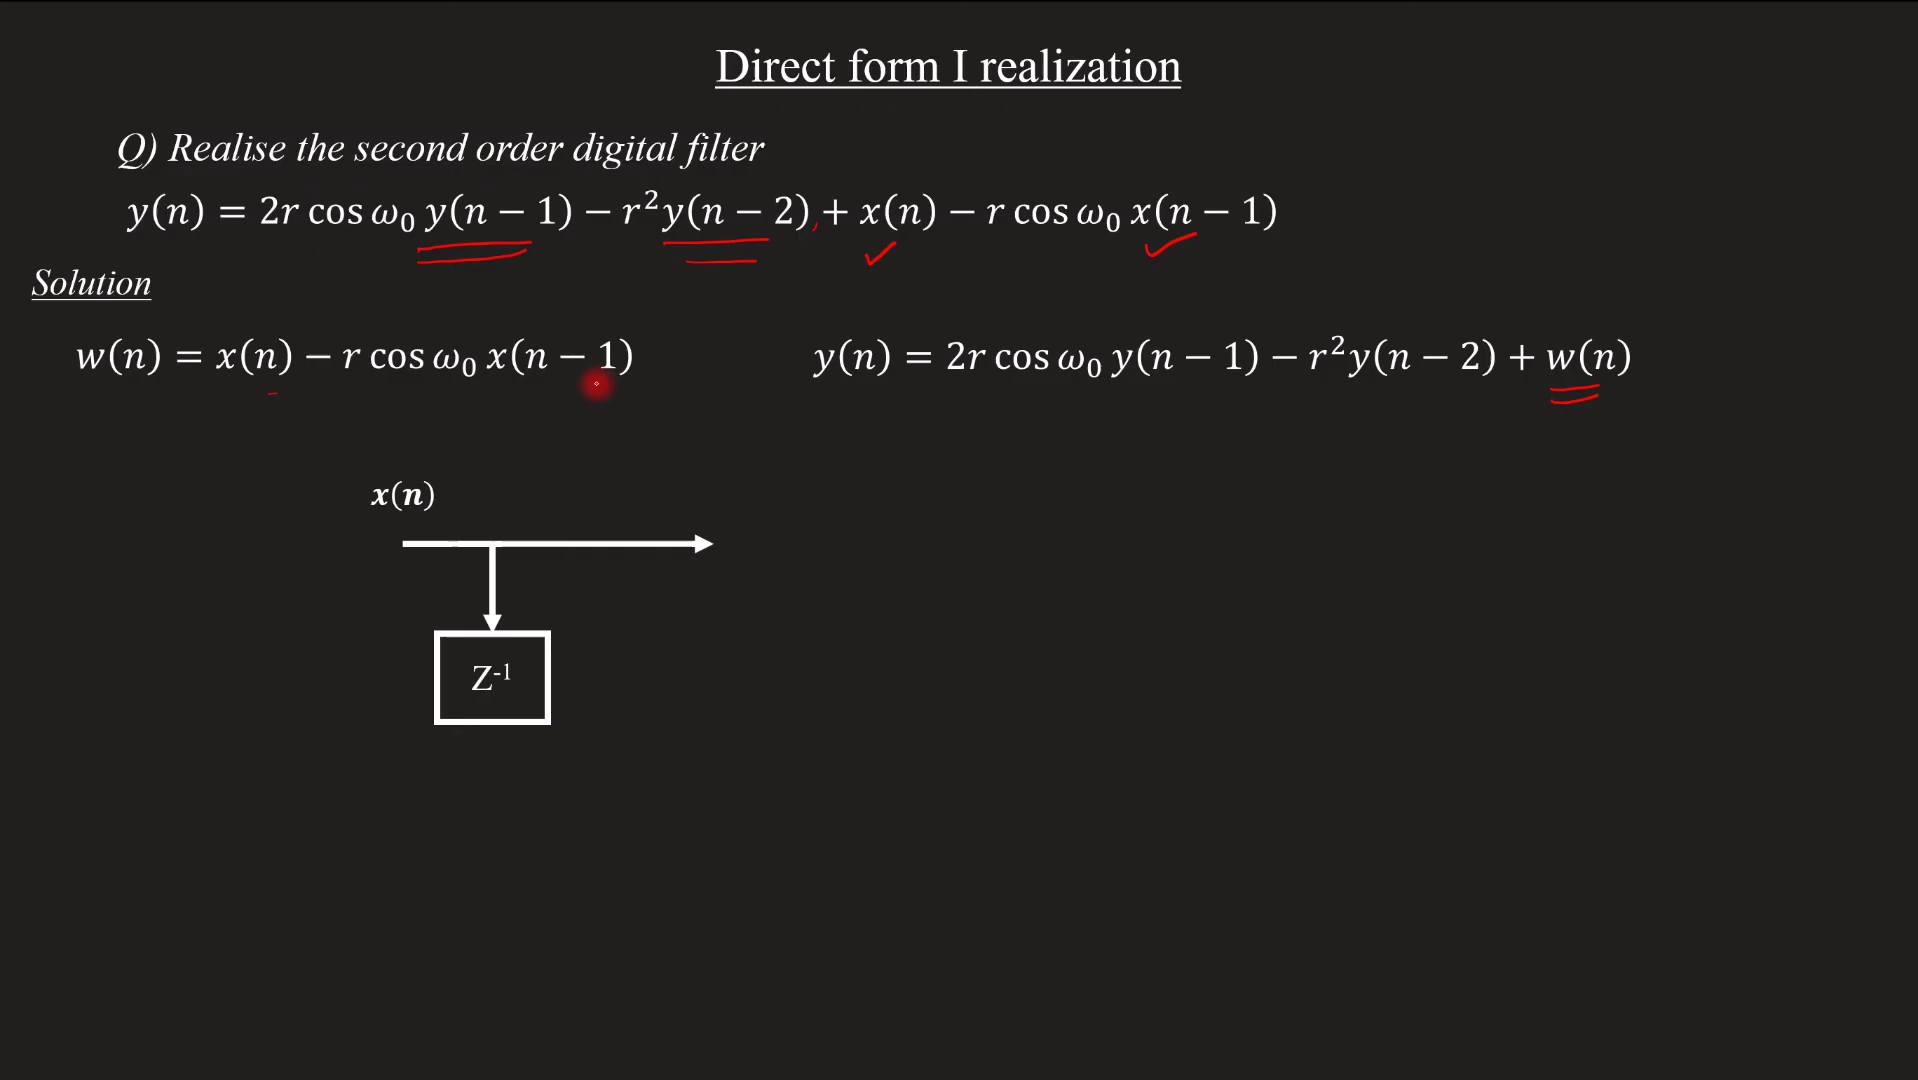 Direct form I realization
Q) Realise the second order digital filter
y(n) = 2r cos ω₀ y(n − 1) − r²y(n − 2) + x(n) − r cos ω₀ x(n − 1)
Solution
w(n) = x(n) − r cos ω₀ x(n − 1)
y(n) = 2r cos ω₀ y(n − 1) − r²y(n − 2) + w(n)
x(n)
Z⁻¹